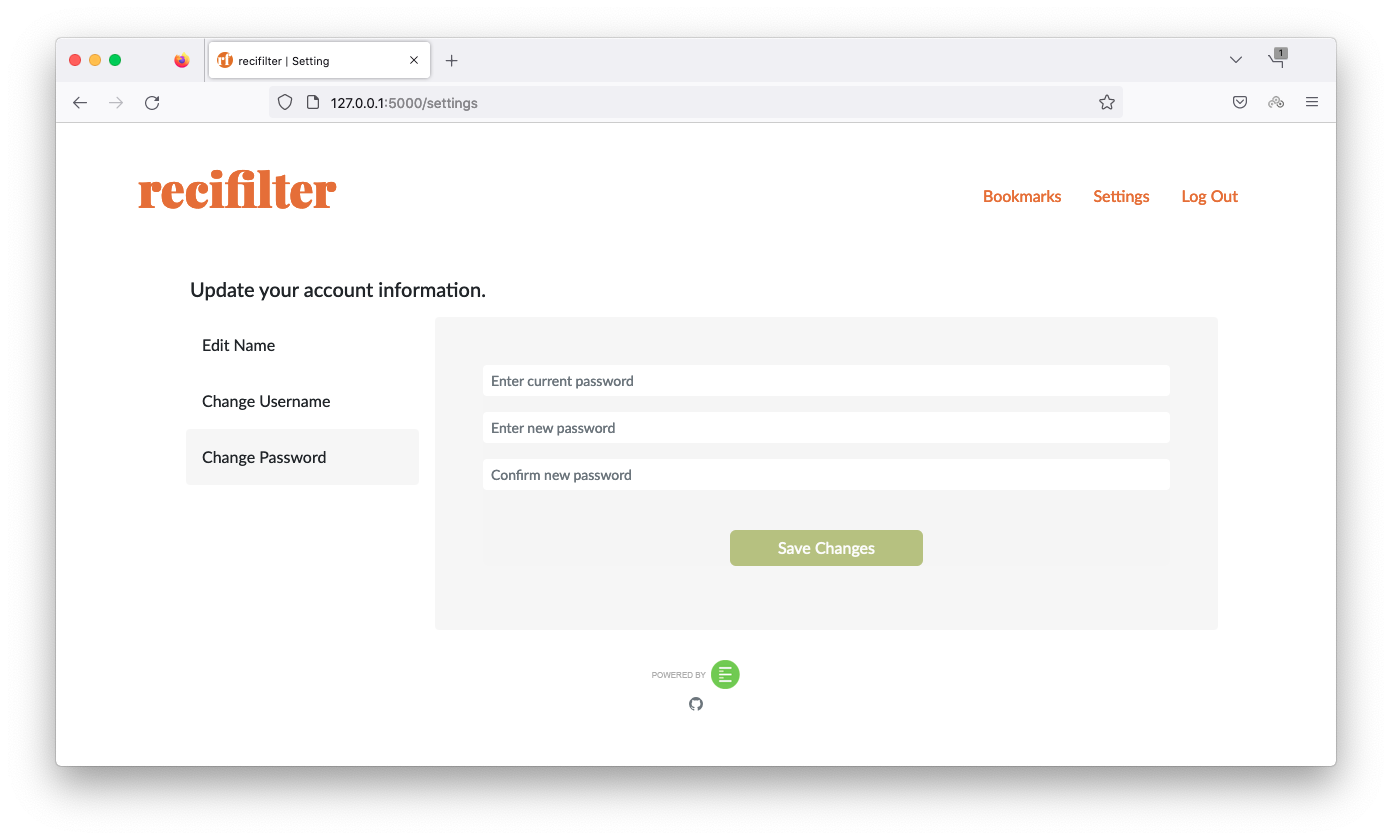 recifilter | Setting
1
127.0.0.1:5000/settings
recifilter
Bookmarks Settings Log Out
Update your account information.
Edit Name
Change Username
Change Password
Enter current password
Enter new password
Confirm new password
Save Changes
POWERED BY